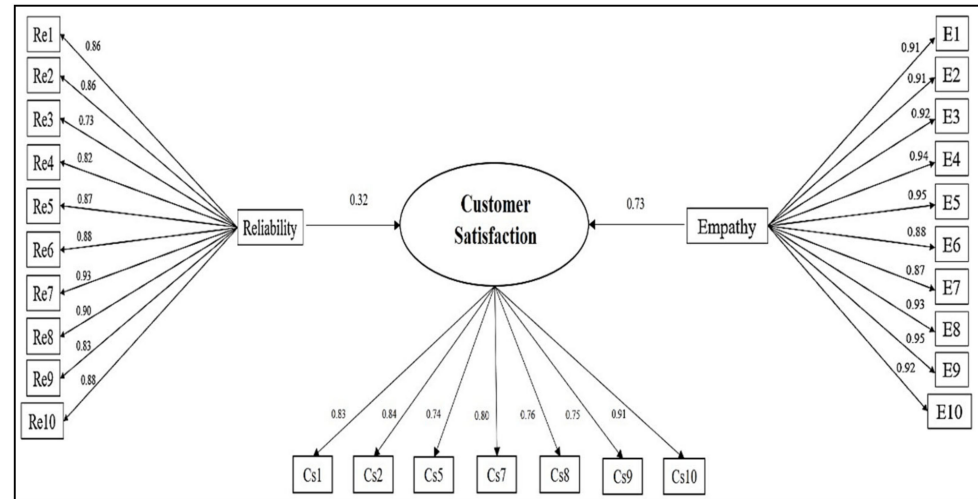 Re1
Re2
Re3
Re4
Re5
Re6
Re7
Re8
Re9
Re10
0.86
0.86
0.73
0.82
0.87
0.88
0.93
0.90
0.83
0.88
Reliability
0.32
Customer
Satisfaction
0.73
Empathy
0.91
0.91
0.92
0.94
0.95
0.88
0.87
0.93
0.95
0.92
E1
E2
E3
E4
E5
E6
E7
E8
E9
E10
0.83
0.84
0.74
0.80
0.76
0.75
0.91
Cs1
Cs2
Cs5
Cs7
Cs8
Cs9
Cs10